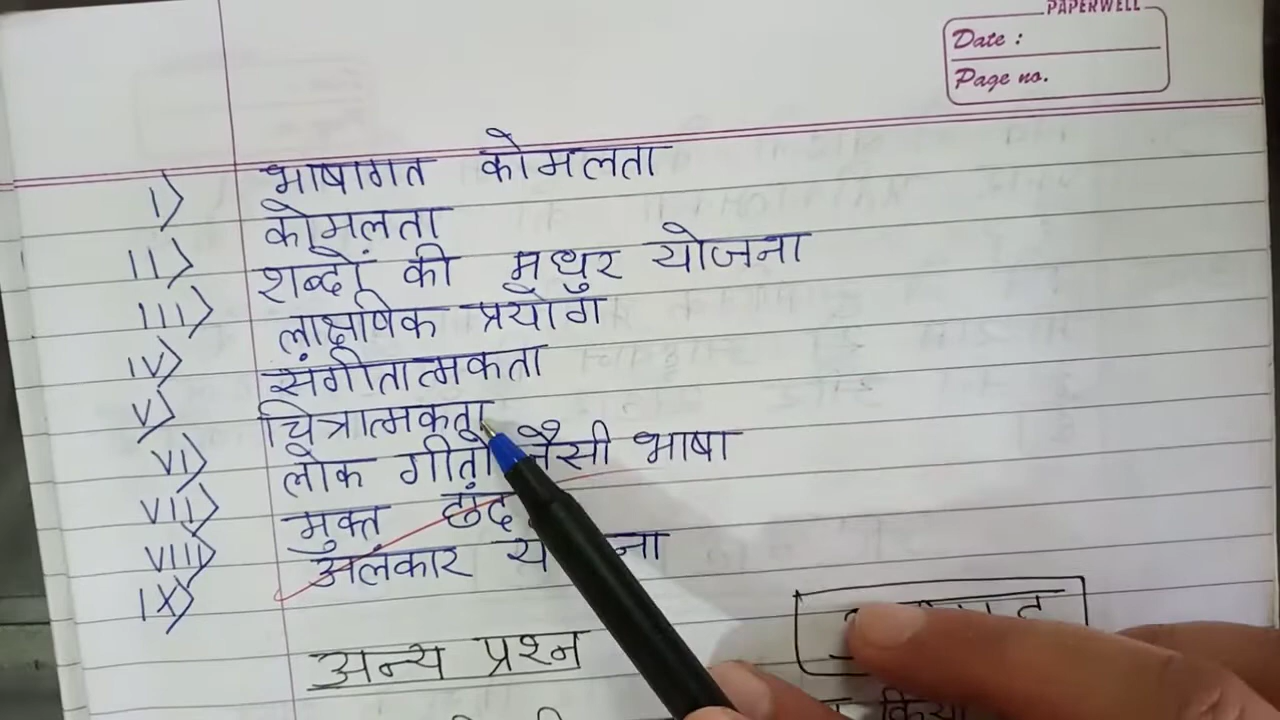 PAPERWELL
Date :
Page no.
I) भाषागत कोमलता
II) कोमलता
III) शब्दों की मधुर योजना
IV) लाक्षणिक प्रयोग
V) संगीतात्मकता
VI) चित्रात्मकता
VII) लोक गीतों जैसी भाषा
VIII) मुक्त छंद
IX) अलंकार
अन्य प्रश्न
किया